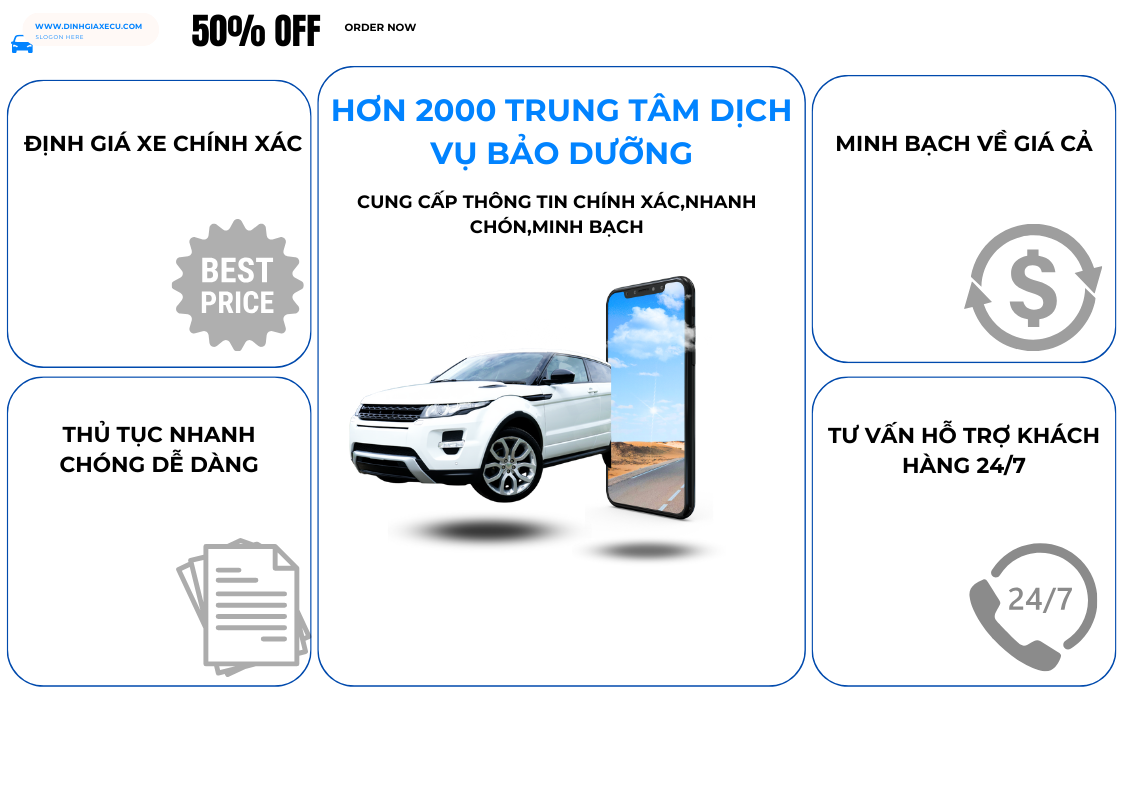 WWW.DINHGIAXECU.COM
SLOGON HERE
50% OFF
ORDER NOW
ĐỊNH GIÁ XE CHÍNH XÁC
BEST
PRICE
THỦ TỤC NHANH
CHÓNG DỄ DÀNG
HƠN 2000 TRUNG TÂM DỊCH
VỤ BẢO DƯỠNG
CUNG CẤP THÔNG TIN CHÍNH XÁC,NHANH
CHÓN,MINH BẠCH
MINH BẠCH VỀ GIÁ CẢ
$
TƯ VẤN HỖ TRỢ KHÁCH
HÀNG 24/7
24/7